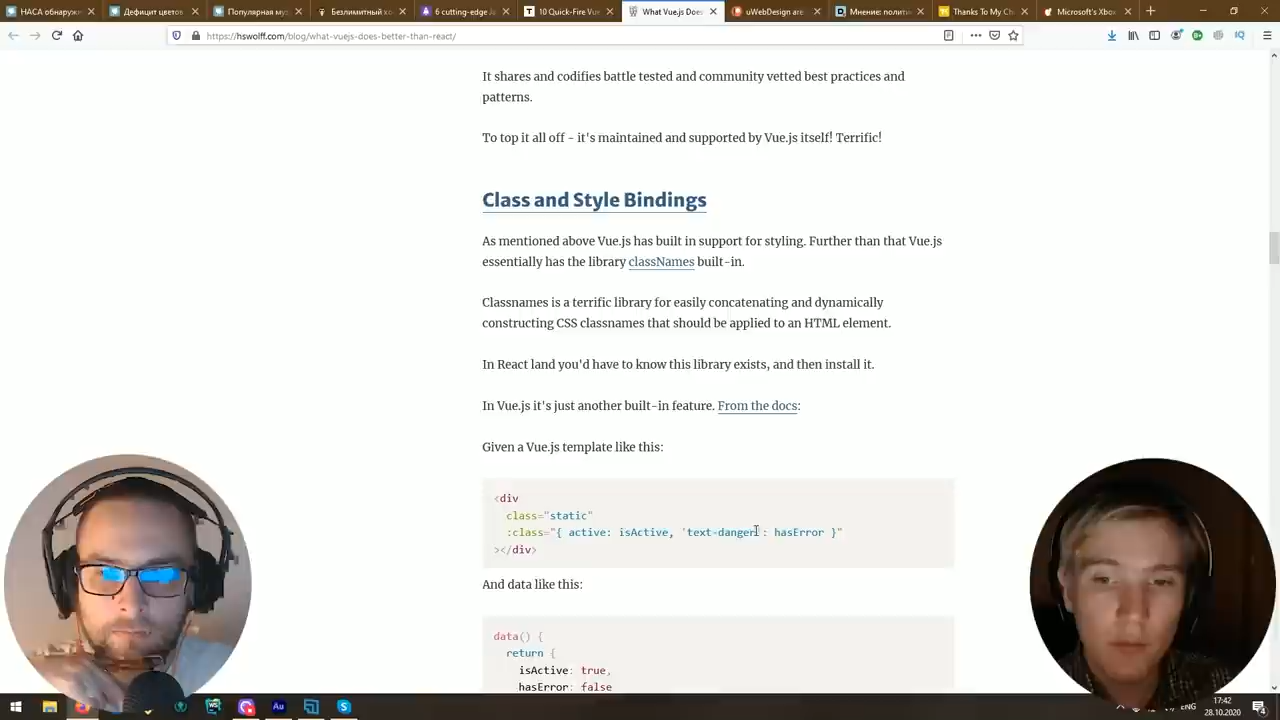 НАСА обнаружи
Дефицит цветов
Популярная муз
Безлимитный ко
6 cutting-edge J
10 Quick-Fire Vue
What Vue.js Does
uWebDesign are
Мнение: полити
Thanks To My Ch
Microsoft's Xbox
https://hswolff.com/blog/what-vuejs-does-better-than-react/
It shares and codifies battle tested and community vetted best practices and
patterns.
To top it all off - it's maintained and supported by Vue.js itself! Terrific!
Class and Style Bindings
As mentioned above Vue.js has built in support for styling. Further than that Vue.js
essentially has the library classNames built-in.
Classnames is a terrific library for easily concatenating and dynamically
constructing CSS classnames that should be applied to an HTML element.
In React land you'd have to know this library exists, and then install it.
In Vue.js it's just another built-in feature. From the docs:
Given a Vue.js template like this:
<div
class="static"
:class="{ active: isActive, 'text-danger': hasError }"
></div>
And data like this:
data() {
return {
isActive: true,
hasError: false
Au
ENG
17:42
28.10.2020